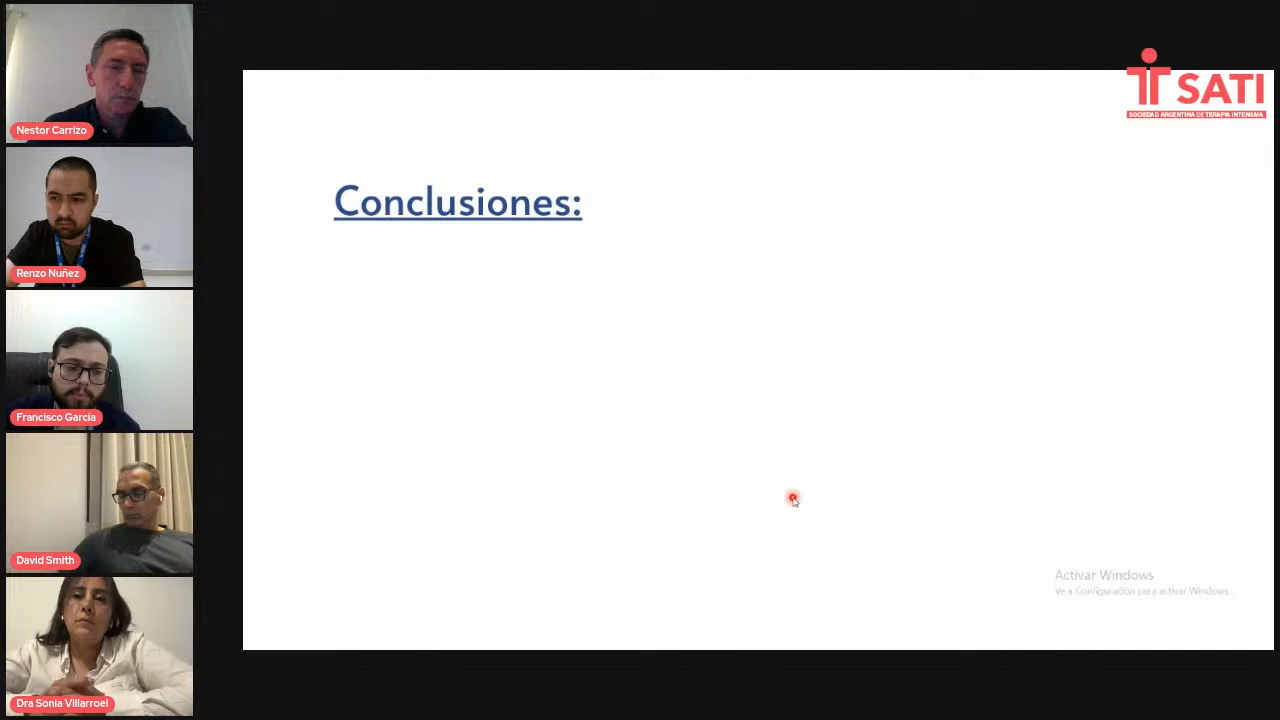 Nestor Carrizo
Renzo Nuñez
Francisco García
David Smith
Dra Sonia Villarroel
SATI
SOCIEDAD ARGENTINA DE TERAPIA INTENSIVA
Conclusiones:
Activar Windows
Ve a Configuración para activar Windows.